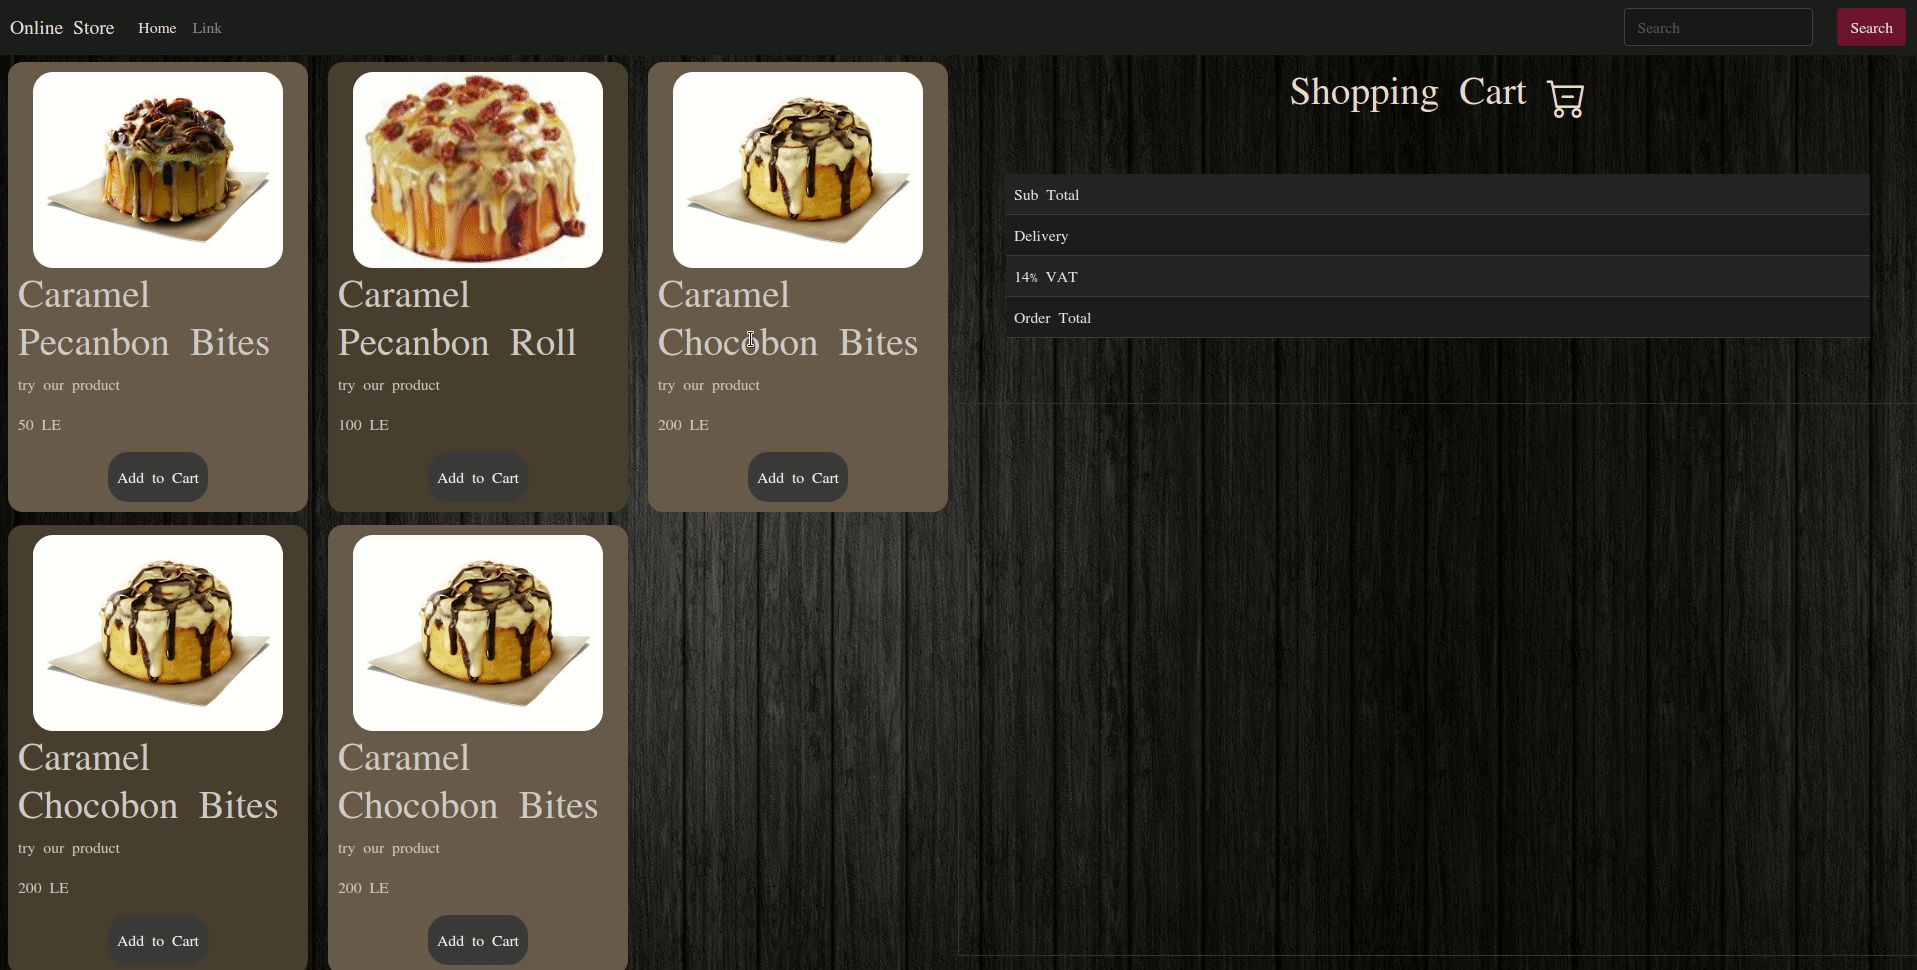 Online Store Home Link Search Search
Caramel
Pecanbon Bites
try our product
50 LE
Add to Cart
Caramel
Pecanbon Roll
try our product
100 LE
Add to Cart
Caramel
Chocobon Bites
try our product
200 LE
Add to Cart
Caramel
Chocobon Bites
try our product
200 LE
Add to Cart
Caramel
Chocobon Bites
try our product
200 LE
Add to Cart
Shopping Cart
Sub Total
Delivery
14% VAT
Order Total